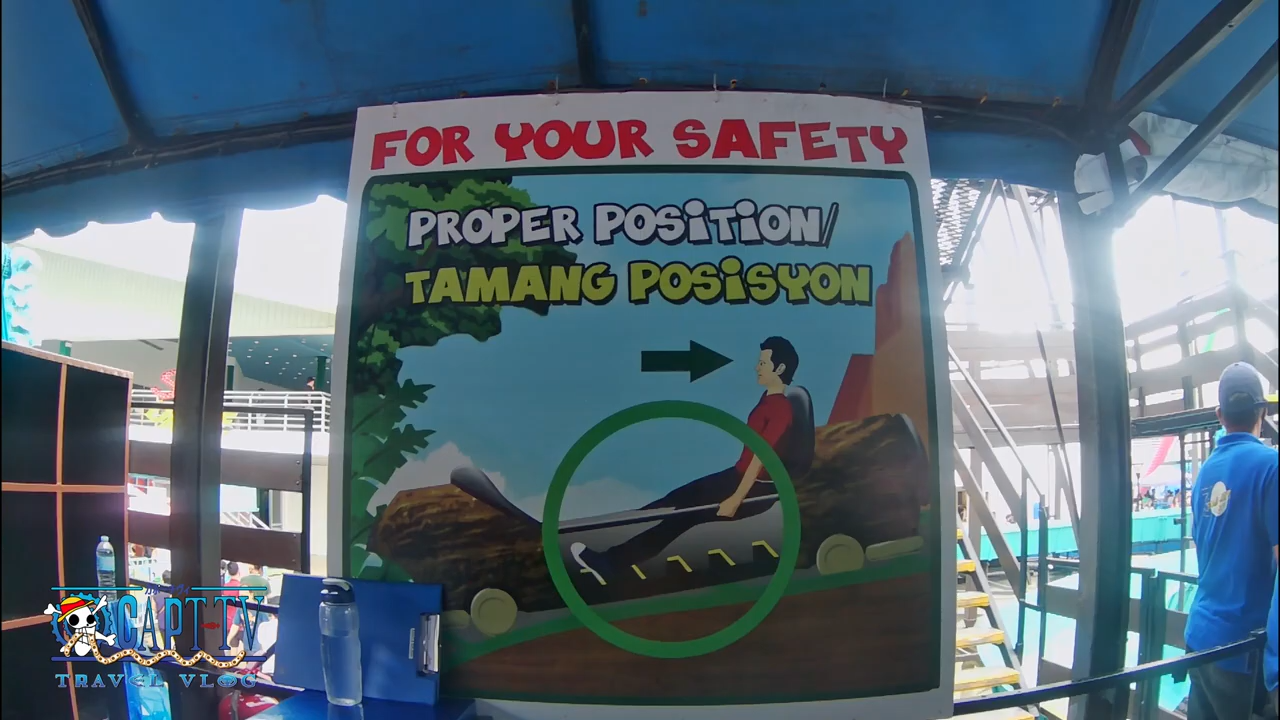 FOR YOUR SAFETY
PROPER POSITION/
TAMANG POSISYON
CAPT TV
TRAVEL VLOG